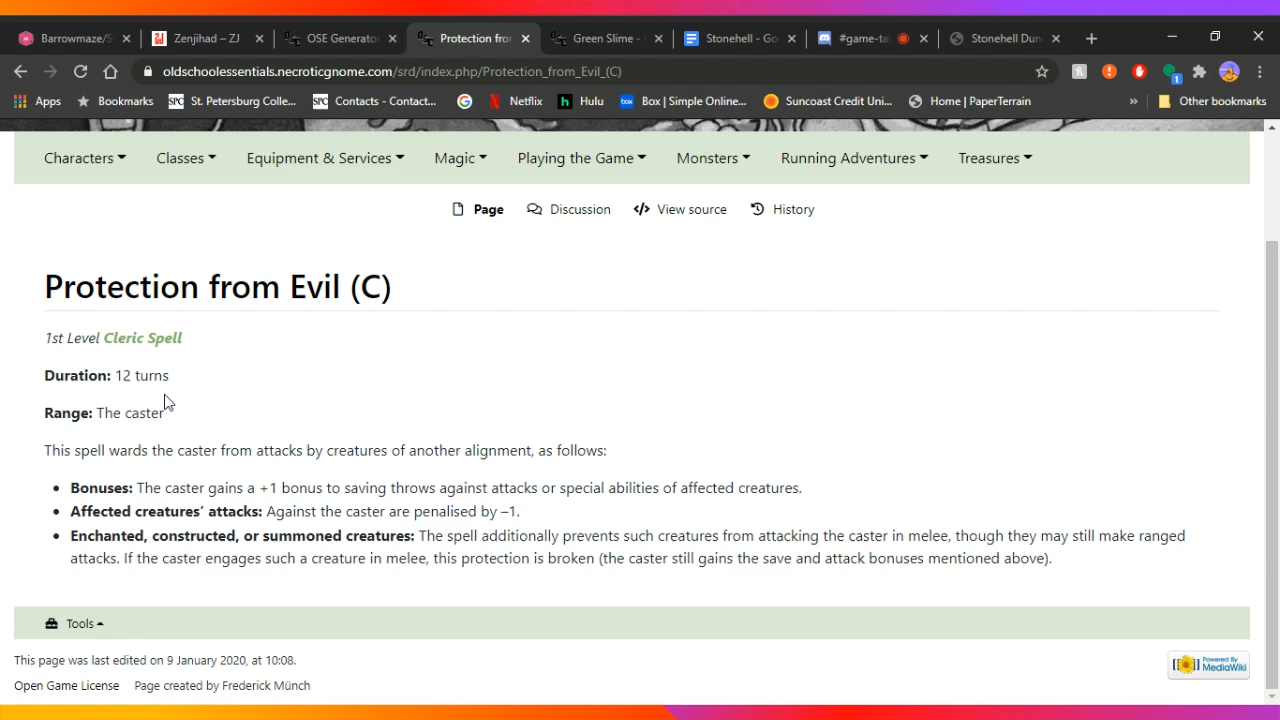 Barrowmaze/S
Zenjihad – ZJ
OSE Generator
Protection from
Green Slime -
Stonehell - Go
#game-tal
Stonehell Dun
oldschoolessentials.necroticgnome.com/srd/index.php/Protection_from_Evil_(C)
1
Apps
Bookmarks
SPC St. Petersburg Colle...
SPC Contacts - Contact...
G
N Netflix
h Hulu
box Box | Simple Online...
Suncoast Credit Uni...
Home | PaperTerrain
»
Other bookmarks
Characters Classes Equipment & Services Magic Playing the Game Monsters Running Adventures Treasures
Page Discussion </> View source History
Protection from Evil (C)
1st Level Cleric Spell
Duration: 12 turns
Range: The caster
This spell wards the caster from attacks by creatures of another alignment, as follows:
• Bonuses: The caster gains a +1 bonus to saving throws against attacks or special abilities of affected creatures.
• Affected creatures’ attacks: Against the caster are penalised by –1.
• Enchanted, constructed, or summoned creatures: The spell additionally prevents such creatures from attacking the caster in melee, though they may still make ranged
attacks. If the caster engages such a creature in melee, this protection is broken (the caster still gains the save and attack bonuses mentioned above).
Tools
This page was last edited on 9 January 2020, at 10:08.
Powered By
MediaWiki
Open Game License Page created by Frederick Münch